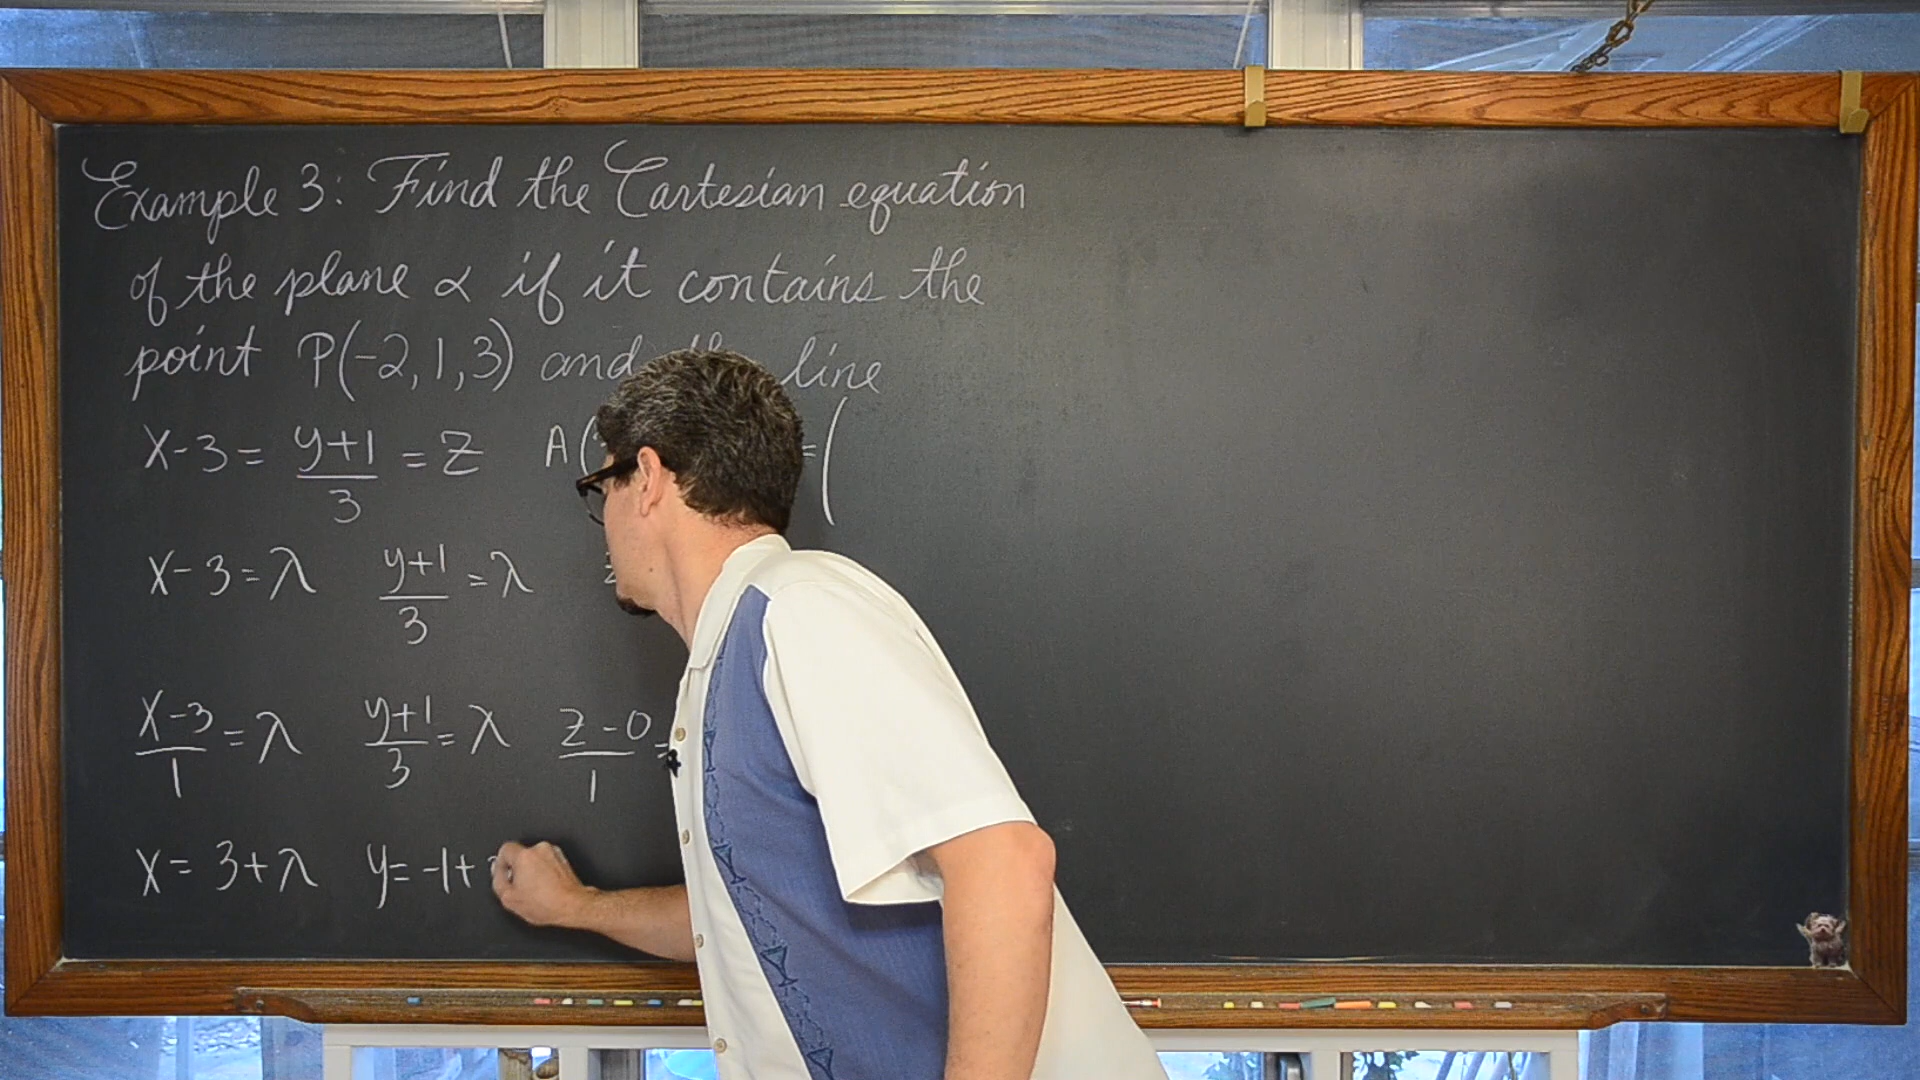 Example 3: Find the Cartesian equation
of the plane α if it contains the
point P(-2,1,3) and line
x-3 = y+1/3 = z A( =(
x-3=λ y+1/3 =λ
x-3/1 =λ y+1/3 =λ z-0/1 =
x= 3+λ y= -1+